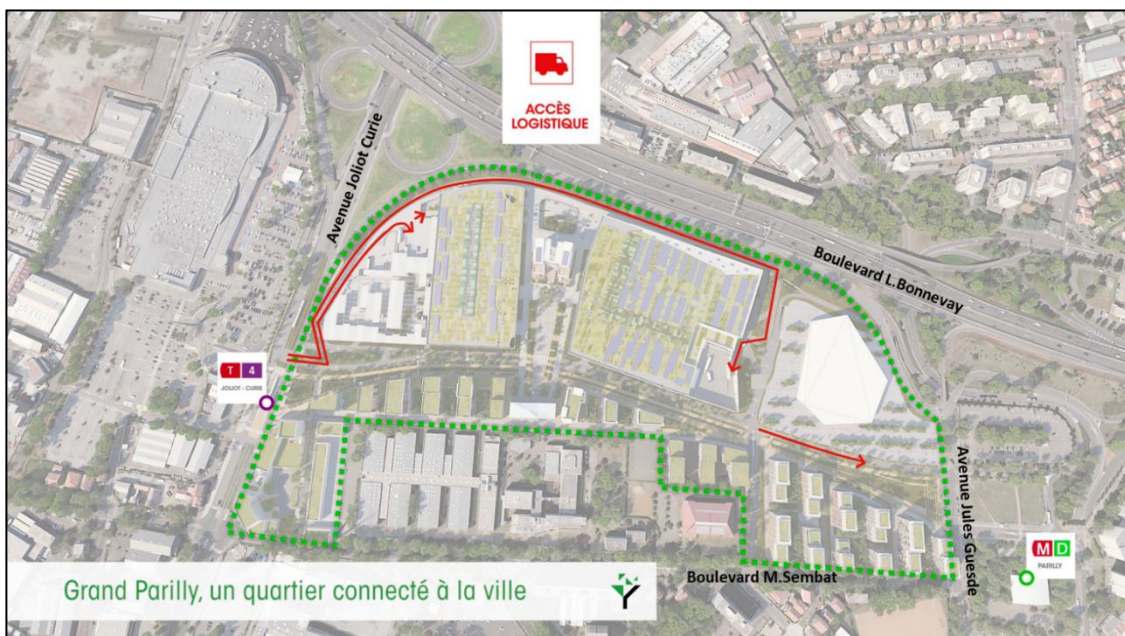 ACCÈS
LOGISTIQUE
Avenue Joliot Curie
Boulevard L.Bonnevay
T 4
JOLIOT - CURIE
Avenue Jules Guesde
M D
PARILLY
Boulevard M.Sembat
Grand Parilly, un quartier connecté à la ville